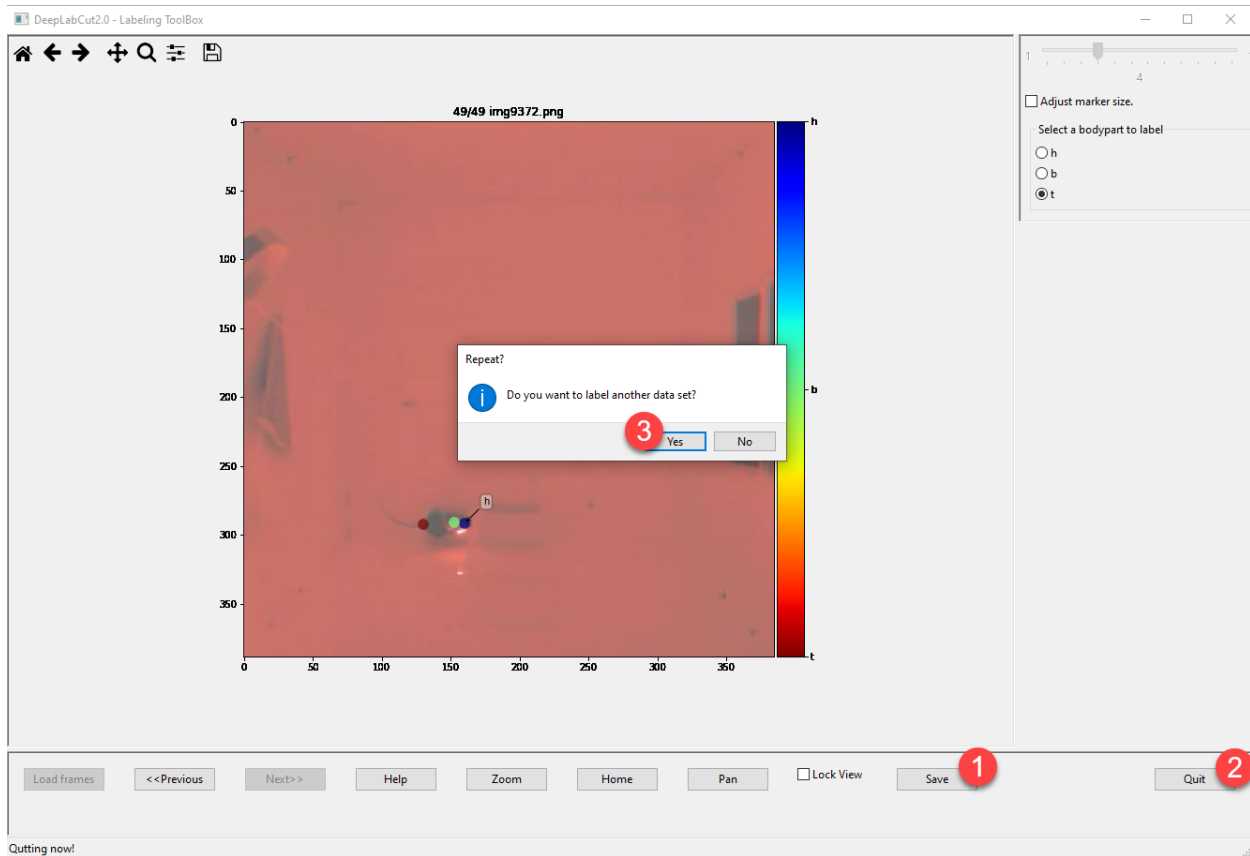 DeepLabCut2.0 - Labeling ToolBox
1
4
Adjust marker size.
Select a bodypart to label
h
b
t
49/49 img9372.png
0
50
100
150
200
250
300
350
0 50 100 150 200 250 300 350
h
b
t
h
Repeat?
Do you want to label another data set?
3 Yes No
Load frames <<Previous Next>> Help Zoom Home Pan Lock View Save 1 Quit 2
Qutting now!